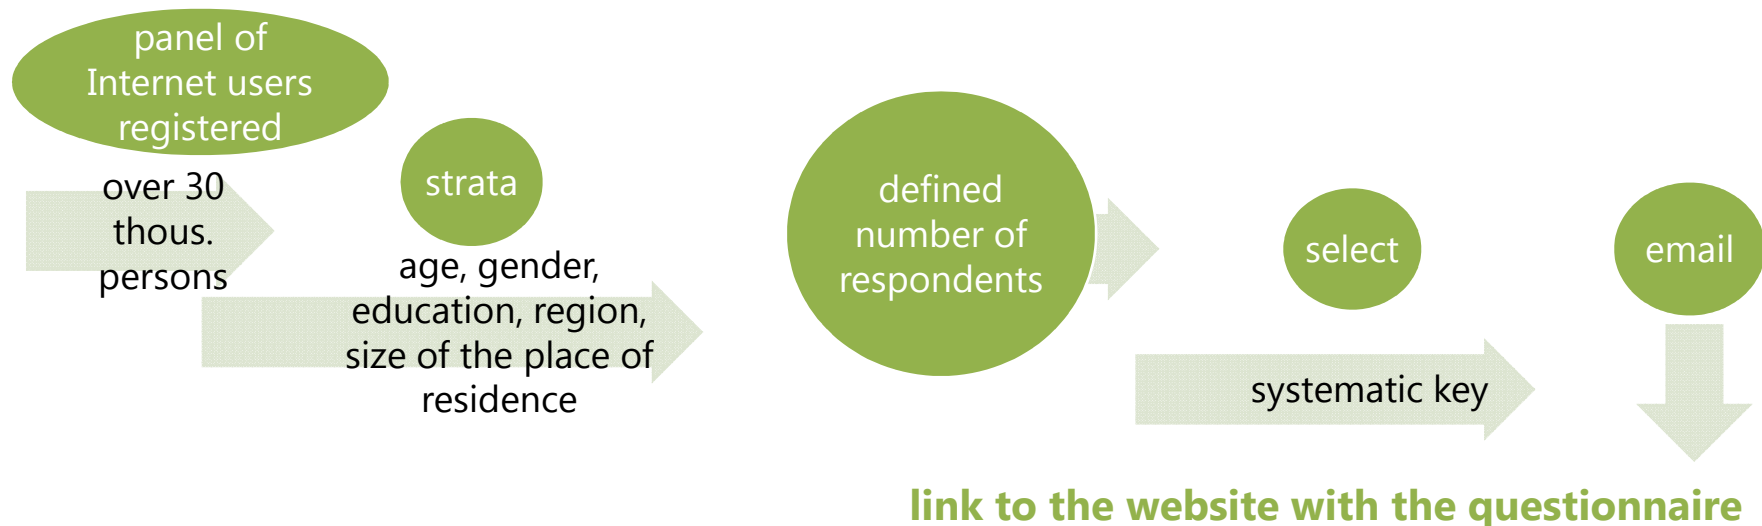 panel of
Internet users
registered
over 30
thous.
persons
strata
age, gender,
education, region,
size of the place of
residence
defined
number of
respondents
select
systematic key
email
link to the website with the questionnaire